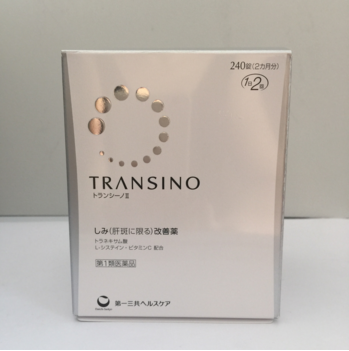 240錠(2ヵ月分)
1日2回
TRANSINO
トランシーノⅡ
しみ(肝斑に限る)改善薬
トラネキサム酸
L-システイン・ビタミンC 配合
第1類医薬品
第一三共ヘルスケア